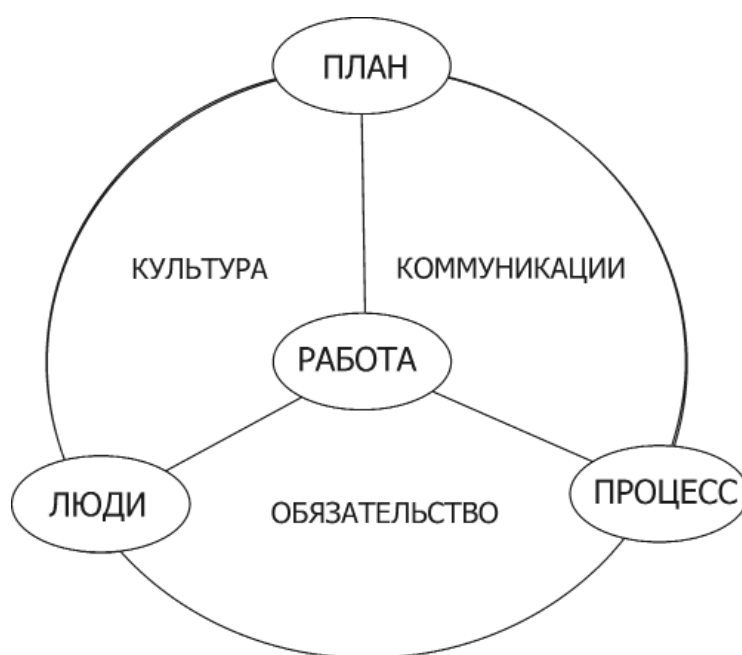 ПЛАН
КУЛЬТУРА
КОММУНИКАЦИИ
РАБОТА
ЛЮДИ
ОБЯЗАТЕЛЬСТВО
ПРОЦЕСС